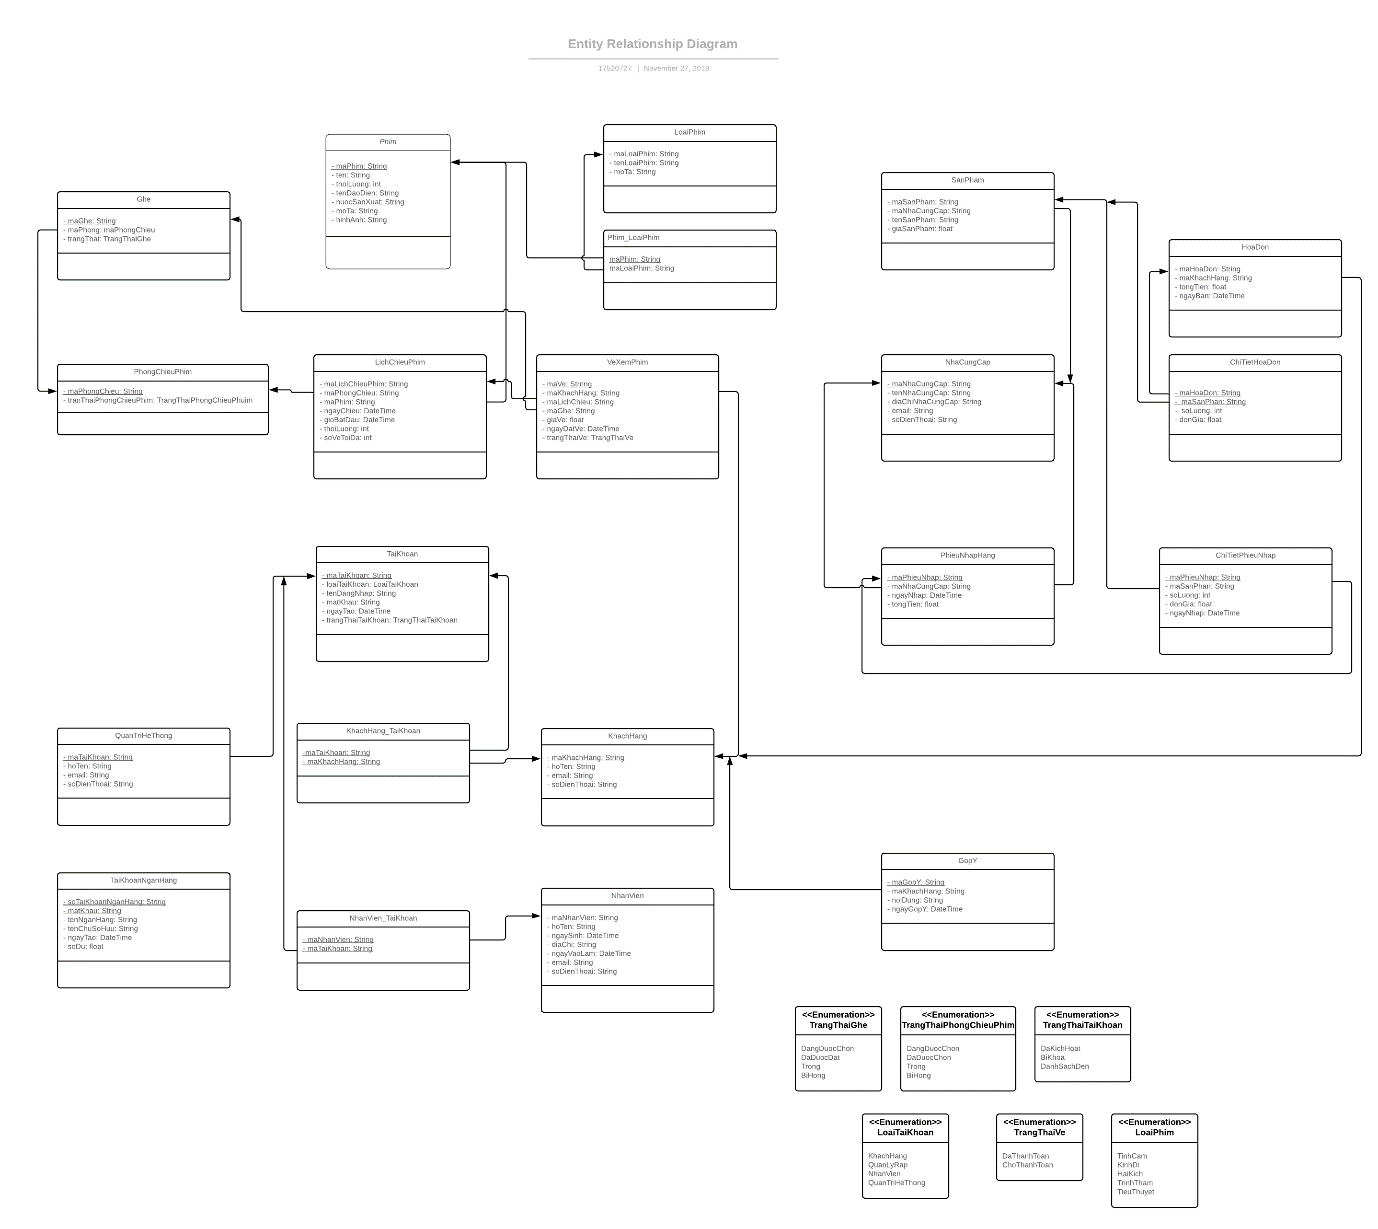 Entity Relationship Diagram
17520727 | November 27, 2019
Phim
- maPhim: String
- ten: String
- thoiLuong: int
- tenDaoDien: String
- nuocSanXuat: String
- moTa: String
- hinhAnh: String
LoaiPhim
- maLoaiPhim: String
- tenLoaiPhim: String
- moTa: String
SanPham
- maSanPham: String
- maNhaCungCap: String
- tenSanPham: String
- giaSanPham: float
Ghe
- maGhe: String
- maPhong: maPhongChieu
- trangThai: TrangThaiGhe
Phim_LoaiPhim
maPhim: String
maLoaiPhim: String
HoaDon
- maHoaDon: String
- maKhachHang: String
- tongTien: float
- ngayBan: DateTime
PhongChieuPhim
- maPhongChieu: String
- tranThaiPhongChieuPhim: TrangThaiPhongChieuPhuim
LichChieuPhim
- maLichChieuPhim: String
- maPhongChieu: String
- maPhim: String
- ngayChieu: DateTime
- gioBatDau: DateTime
- thoiLuong: int
- soVeToiDa: int
VeXemPhim
- maVe: Strring
- maKhachHang: String
- maLichChieu: String
- maGhe: String
- giaVe: float
- ngayDatVe: DateTime
- trangThaiVe: TrangThaiVe
NhaCungCap
- maNhaCungCap: String
- tenNhaCungCap: String
- diaChiNhaCungCap: String
- email: String
- soDienThoai: String
ChiTietHoaDon
- maHoaDon: String
- maSanPhan: String
- soLuong: int
- donGia: float
TaiKhoan
- maTaiKhoan: String
- loaiTaiKhoan: LoaiTaiKhoan
- tenDangNhap: String
- matKhau: String
- ngayTao: DateTime
- trangThaiTaiKhoan: TrangThaiTaiKhoan
PhieuNhapHang
- maPhieuNhap: String
- maNhaCungCap: String
- ngayNhap: DateTime
- tongTien: float
ChiTietPhieuNhap
- maPhieuNhap: String
- maSanPhan: String
- soLuong: int
- donGia: float
- ngayNhap: DateTime
QuanTriHeThong
- maTaiKhoan: String
- hoTen: String
- email: String
- soDienThoai: String
KhachHang_TaiKhoan
-maTaiKhoan: String
- maKhachHang: String
KhachHang
- maKhachHang: String
- hoTen: String
- email: String
- soDienThoai: String
TaiKhoanNganHang
- soTaiKhoanNganHang: String
- matKhau: String
- tenNganHang: String
- tenChuSoHuu: String
- ngayTao: DateTime
- soDu: float
NhanVien_TaiKhoan
- maNhanVien: String
- maTaiKhoan: String
NhanVien
- maNhanVien: String
- hoTen: String
- ngaySinh: DateTime
- diaChi: String
- ngayVaoLam: DateTime
- email: String
- soDienThoai: String
GopY
- maGopY: String
- maKhachHang: String
- noiDung: String
- ngayGopY: DateTime
<<Enumeration>>
TrangThaiGhe
DangDuocChon
DaDuocDat
Trong
BiHong
<<Enumeration>>
TrangThaiPhongChieuPhim
DangDuocChon
DaDuocChon
Trong
BiHong
<<Enumeration>>
TrangThaiTaiKhoan
DaKichHoat
BiKhoa
DanhSachDen
<<Enumeration>>
LoaiTaiKhoan
KhachHang
QuanLyRap
NhanVien
QuanTriHeThong
<<Enumeration>>
TrangThaiVe
DaThanhToan
ChoThanhToan
<<Enumeration>>
LoaiPhim
TinhCam
KinhDi
HaiKich
TrinhTham
TieuThuyet